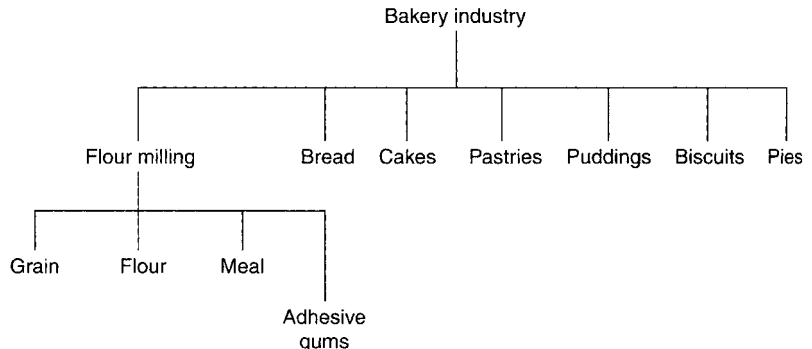 Bakery industry
Flour milling
Bread
Cakes
Pastries
Puddings
Biscuits
Pies
Grain
Flour
Meal
Adhesive
gums